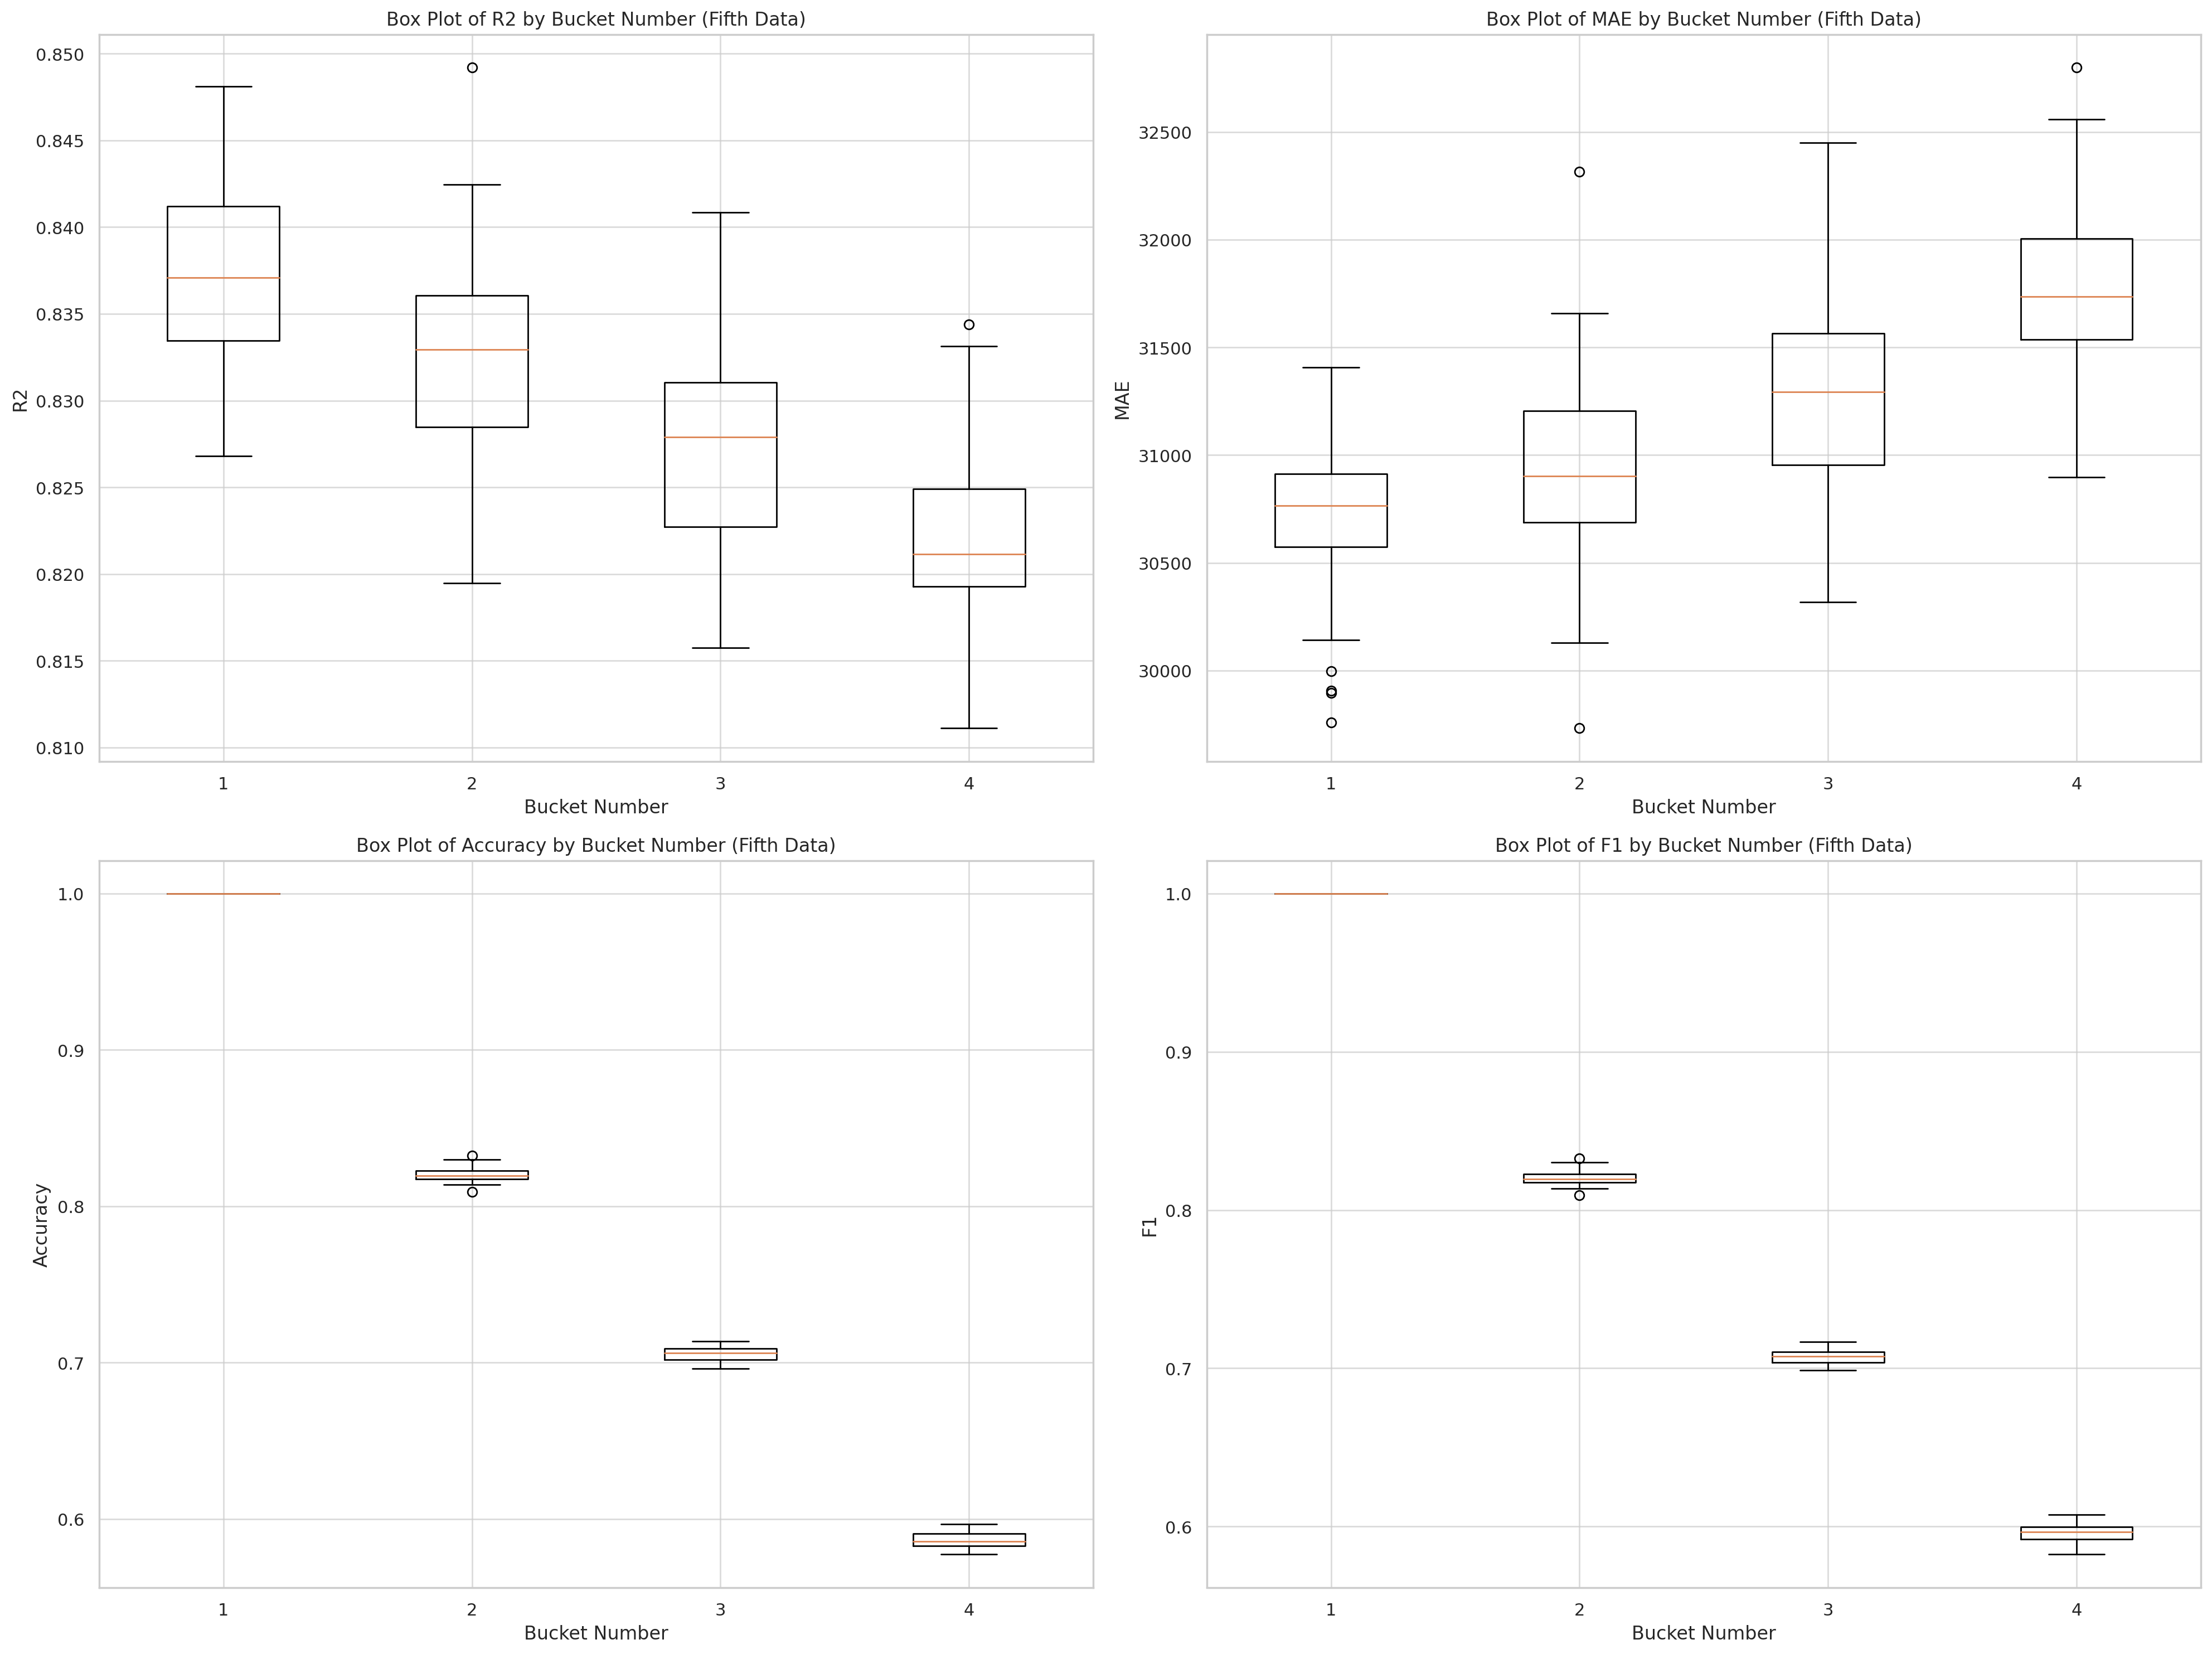 Box Plot of R2 by Bucket Number (Fifth Data)
0.850
0.845
0.840
0.835
0.830
0.825
0.820
0.815
0.810
R2
1 2 3 4
Bucket Number
Box Plot of MAE by Bucket Number (Fifth Data)
32500
32000
31500
31000
30500
30000
MAE
1 2 3 4
Bucket Number
Box Plot of Accuracy by Bucket Number (Fifth Data)
1.0
0.9
0.8
0.7
0.6
Accuracy
1 2 3 4
Bucket Number
Box Plot of F1 by Bucket Number (Fifth Data)
1.0
0.9
0.8
0.7
0.6
F1
1 2 3 4
Bucket Number